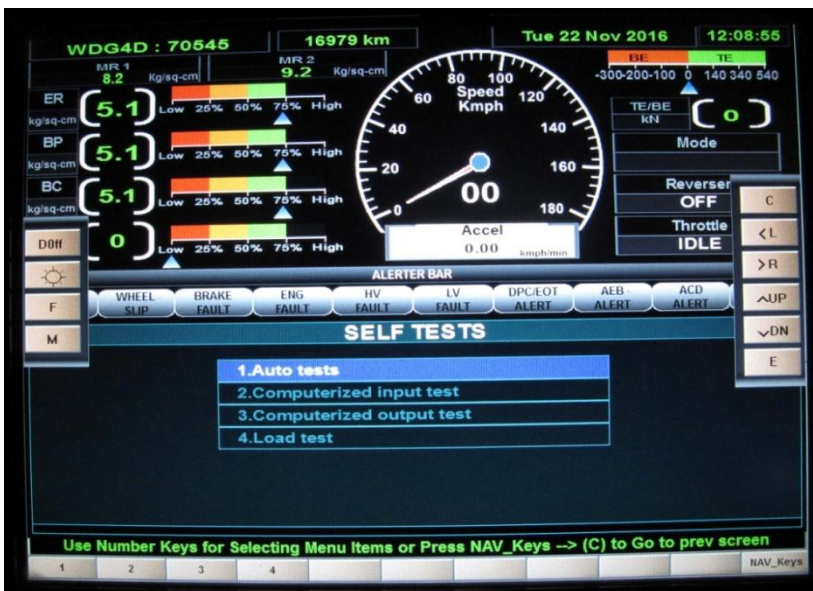 WDG4D : 70545 16979 km Tue 22 Nov 2016 12:08:55
MR 1
8.2 Kg/sq-cm
MR 2
9.2 Kg/sq-cm
BE TE
-300-200-100 0 140 340 540
ER
kg/sq-cm
5.1
Low 25% 50% 75% High
BP
kg/sq-cm
5.1
Low 25% 50% 75% High
BC
kg/sq-cm
5.1
Low 25% 50% 75% High
0
Low 25% 50% 75% High
0 20 40 60 80 100 120 140 160 180
Speed
Kmph
00
Accel
0.00 kmph/min
TE/BE
kN
0
Mode
Reverser
OFF
Throttle
IDLE
DOff
F
M
C
<L
>R
UP
DN
E
ALERTER BAR
WHEEL SLIP
BRAKE FAULT
ENG FAULT
HV FAULT
LV FAULT
DPC/EOT ALERT
AEB ALERT
ACD ALERT
SELF TESTS
1.Auto tests
2.Computerized input test
3.Computerized output test
4.Load test
Use Number Keys for Selecting Menu Items or Press NAV_Keys --> (C) to Go to prev screen
1 2 3 4 NAV_Keys